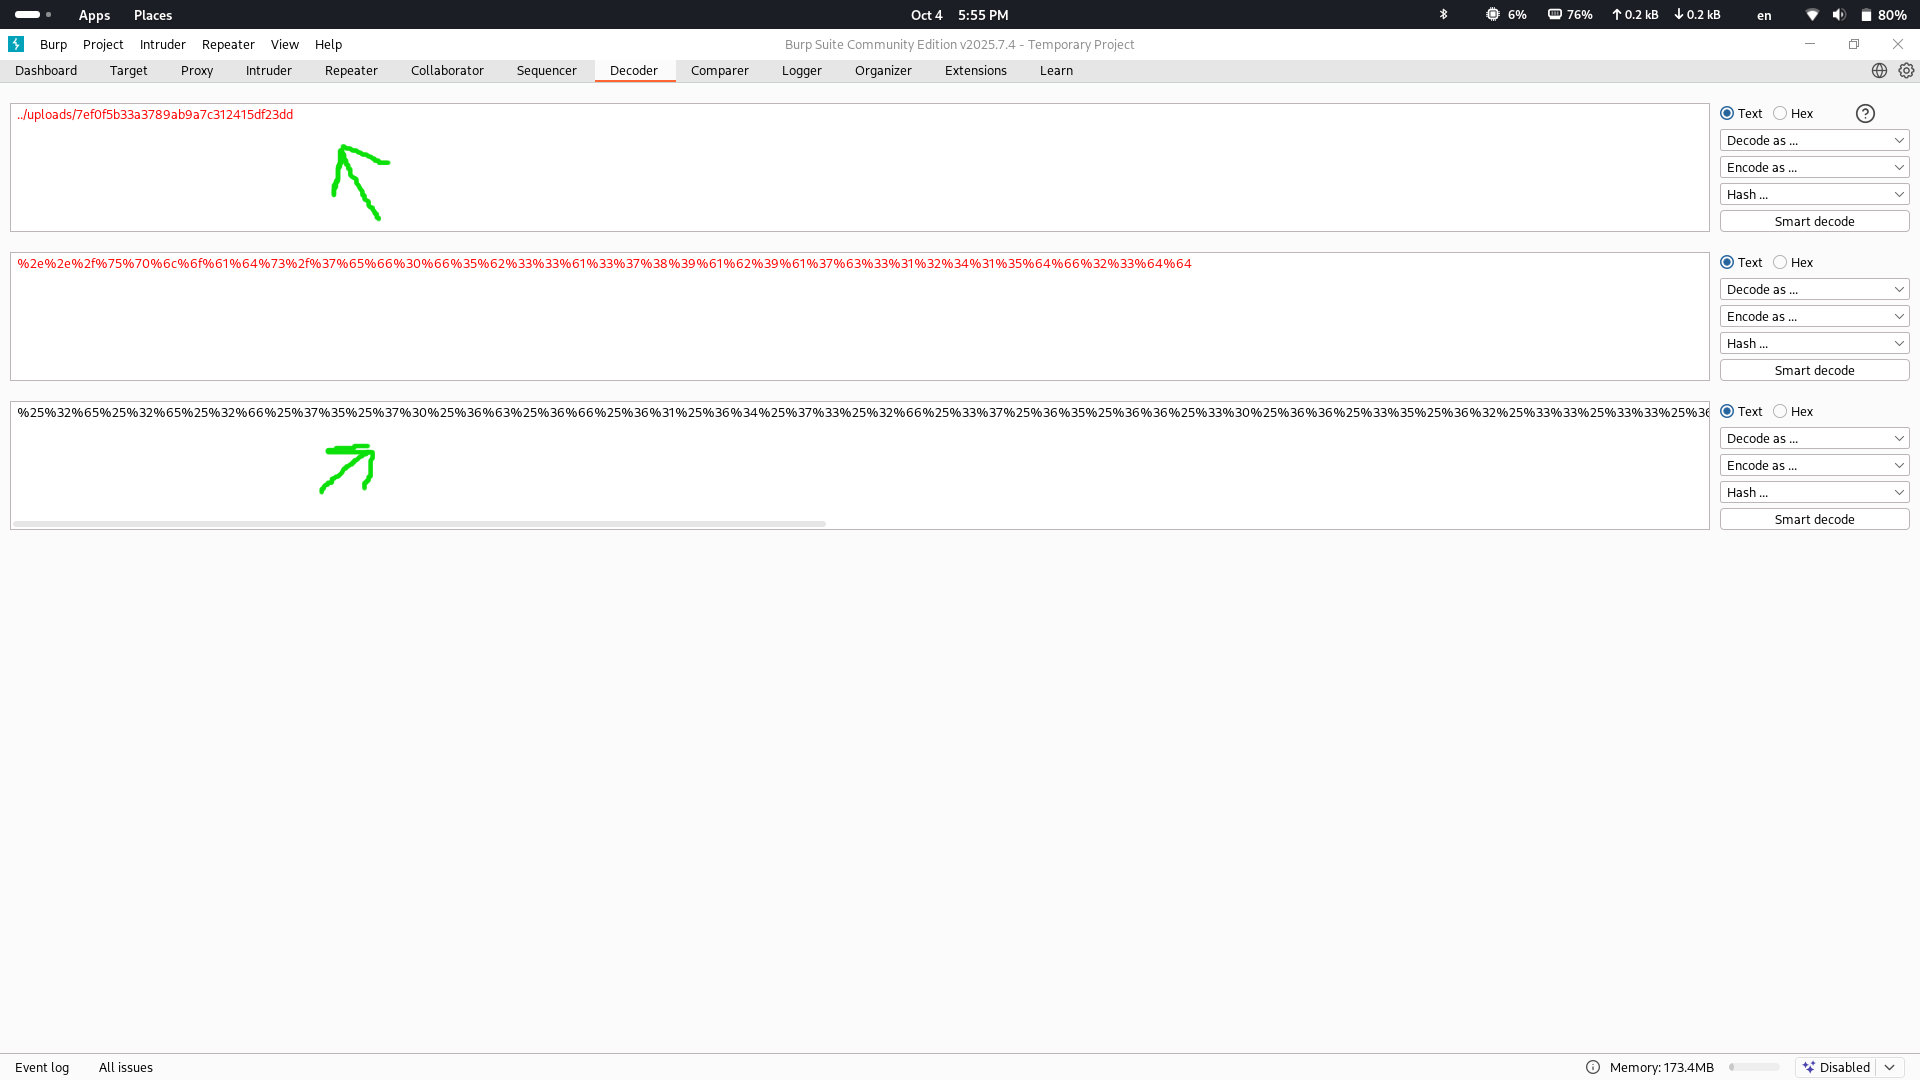 Apps Places Oct 4 5:55 PM 6% 76% 0.2 kB 0.2 kB en 80%
Burp Project Intruder Repeater View Help Burp Suite Community Edition v2025.7.4 - Temporary Project
Dashboard Target Proxy Intruder Repeater Collaborator Sequencer Decoder Comparer Logger Organizer Extensions Learn
../uploads/7ef0f5b33a3789ab9a7c312415df23dd
Text Hex ?
Decode as ...
Encode as ...
Hash ...
Smart decode
%2e%2e%2f%75%70%6c%6f%61%64%73%2f%37%65%66%30%66%35%62%33%33%61%33%37%38%39%61%62%39%61%37%63%33%31%32%34%31%35%64%66%32%33%64%64
Text Hex
Decode as ...
Encode as ...
Hash ...
Smart decode
%25%32%65%25%32%65%25%32%66%25%37%35%25%37%30%25%36%63%25%36%66%25%36%31%25%36%34%25%37%33%25%32%66%25%33%37%25%36%35%25%36%36%25%33%30%25%36%36%25%33%35%25%36%32%25%33%33%25%33%33%25%36
Text Hex
Decode as ...
Encode as ...
Hash ...
Smart decode
Event log All issues Memory: 173.4MB Disabled